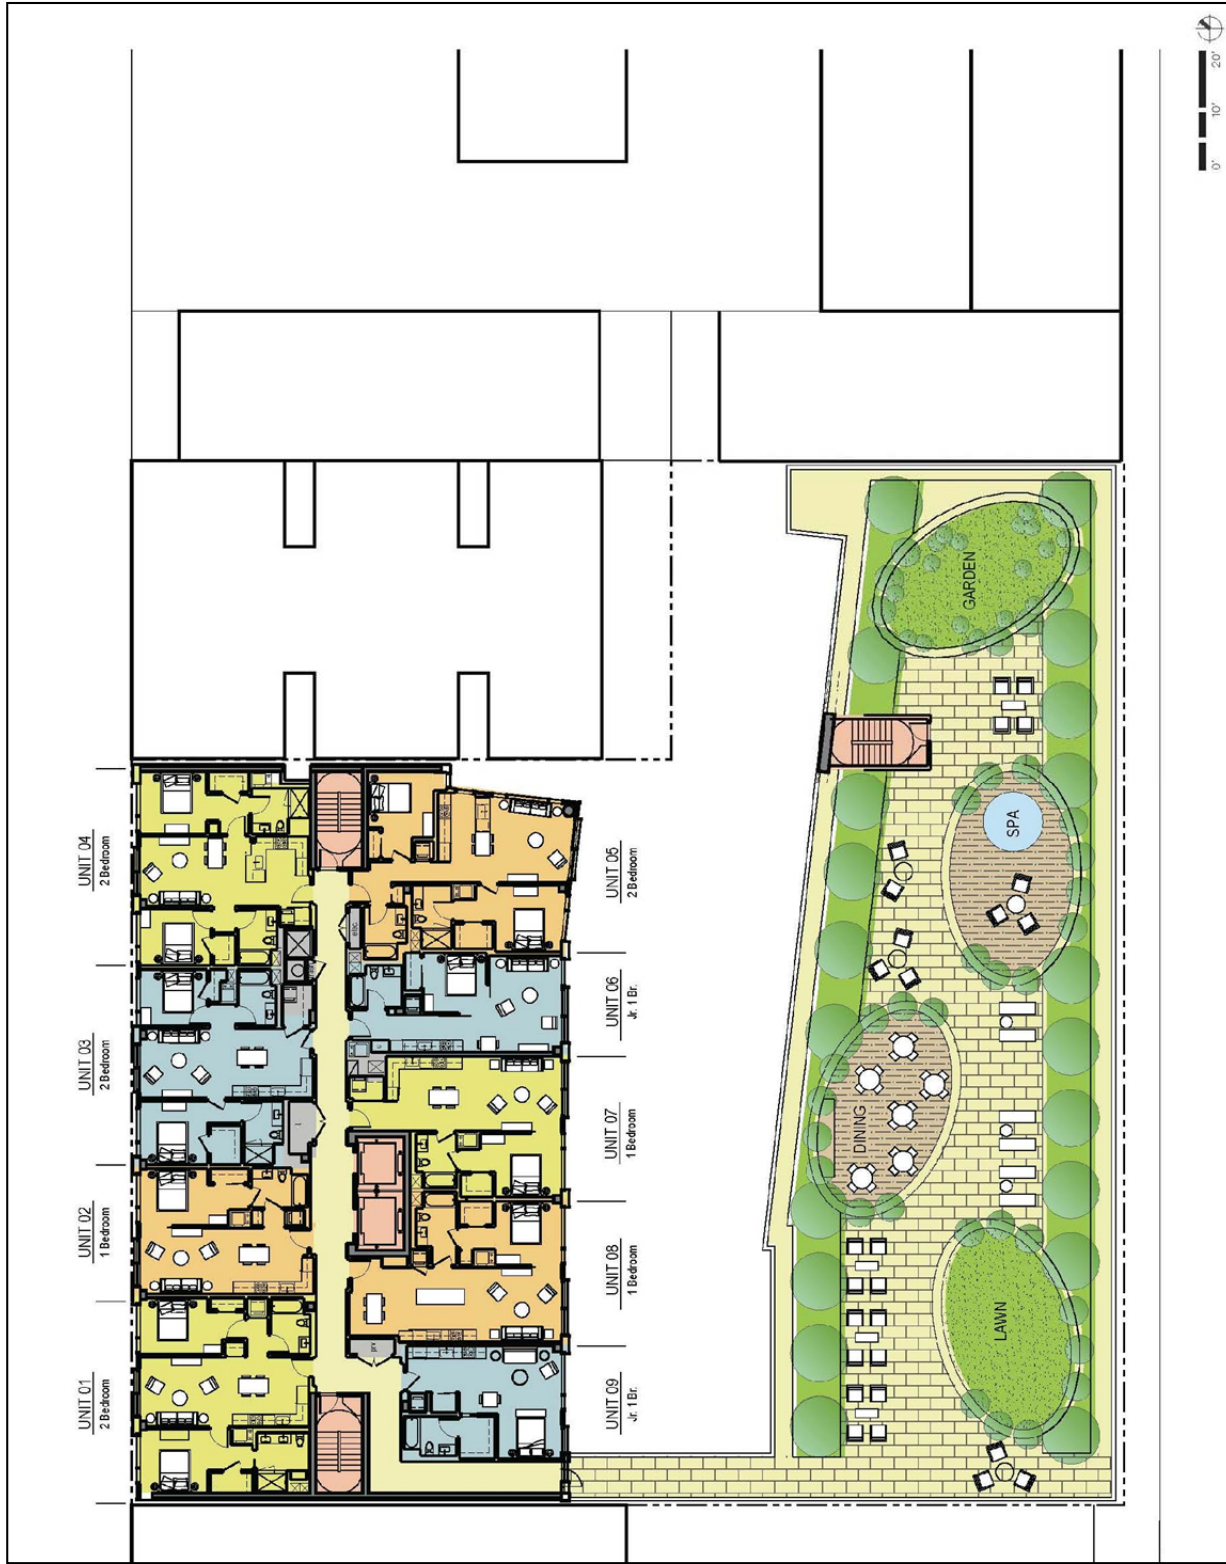 0' 10' 20'
UNIT 01
2 Bedroom
UNIT 02
1 Bedroom
UNIT 03
2 Bedroom
UNIT 04
2 Bedroom
UNIT 09
Jr. 1 Br.
UNIT 08
1 Bedroom
UNIT 07
1 Bedroom
UNIT 06
Jr. 1 Br.
UNIT 05
2 Bedroom
elec.
LAWN
DINING
SPA
GARDEN